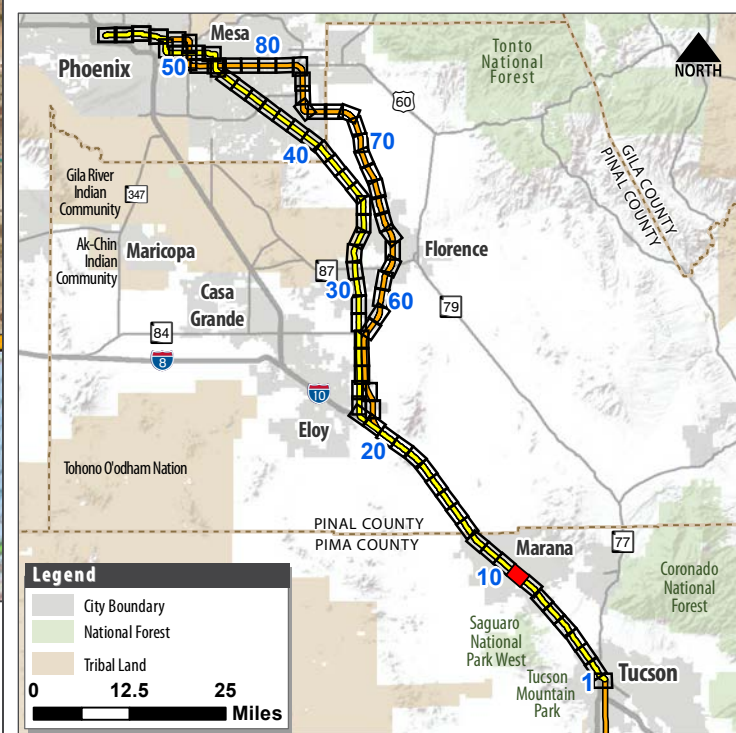 Mesa
80
Phoenix
50
Tonto
National
Forest
NORTH
60
70
40
GILA COUNTY
PINAL COUNTY
Gila River
Indian
Community
347
Ak-Chin
Indian
Community
Maricopa
Florence
87
30
60
Casa
Grande
79
84
8
10
Eloy
20
Tohono O'odham Nation
PINAL COUNTY
PIMA COUNTY
Marana
77
10
Coronado
National
Forest
Saguaro
National
Park West
Tucson
Mountain
Park
1
Tucson
Legend
City Boundary
National Forest
Tribal Land
0 12.5 25
Miles